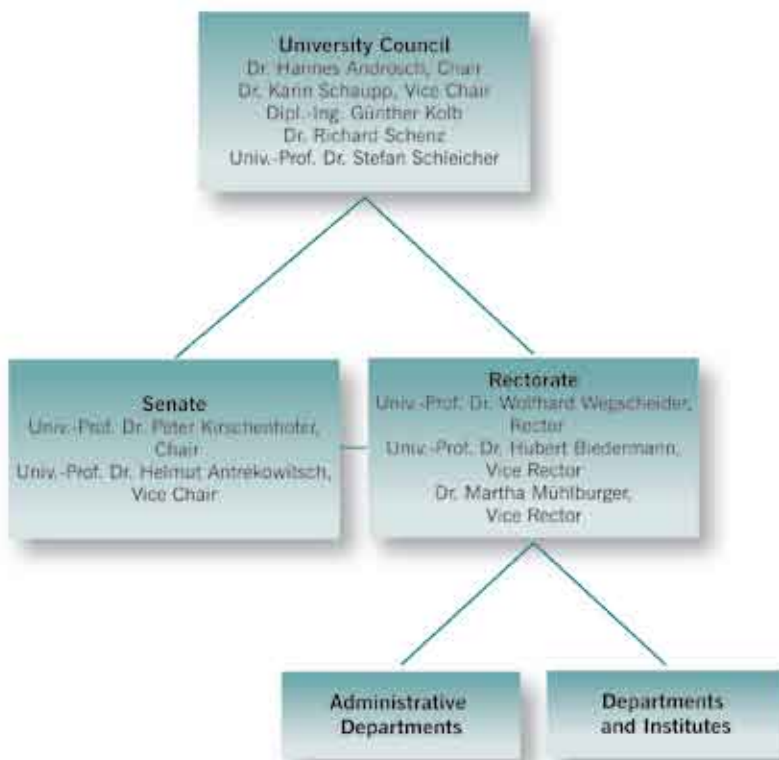 University Council
Dr. Hannes Androsch, Chair
Dr. Karin Schaupp, Vice Chair
Dipl.-Ing. Günther Kolb
Dr. Richard Schenz
Univ.-Prof. Dr. Stefan Schleicher
Senate
Univ.-Prof. Dr. Peter Kirschenhofer,
Chair
Univ.-Prof. Dr. Helmut Antrekowitsch,
Vice Chair
Rectorate
Univ.-Prof. Dr. Wolfhard Wegscheider,
Rector
Univ.-Prof. Dr. Hubert Biedermann,
Vice Rector
Dr. Martha Mühlburger,
Vice Rector
Administrative
Departments
Departments
and Institutes